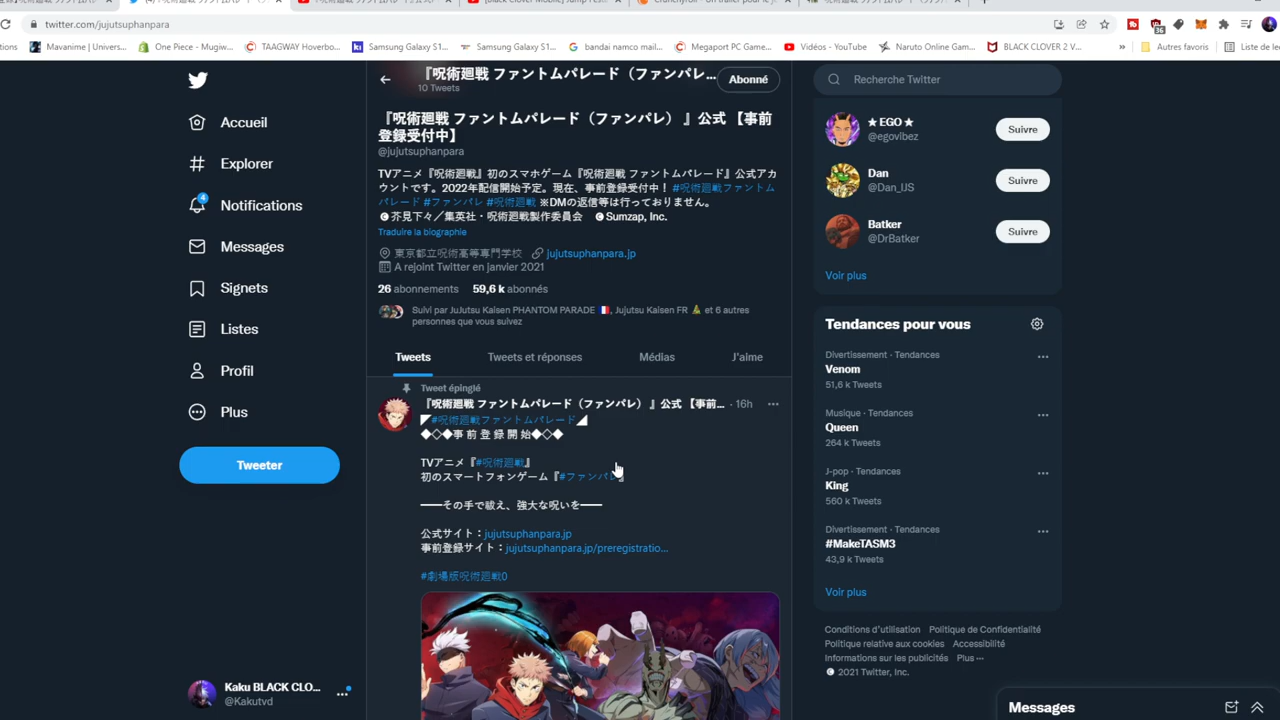 twitter.com/jujutsuphanpara
36
Mavanime | Univers...
One Piece - Mugiw...
TAAGWAY Hoverbo...
Samsung Galaxy S1...
Samsung Galaxy S1...
bandai namco mail...
Megaport PC Game...
Vidéos - YouTube
Naruto Online Gam...
BLACK CLOVER 2 V...
»
Autres favoris
Liste de le
Accueil
Explorer
4
Notifications
Messages
Signets
Listes
Profil
Plus
Tweeter
Kaku BLACK CLO...
@Kakutvd
『呪術廻戦 ファントムパレード（ファンパレ...
10 Tweets
Abonné
『呪術廻戦 ファントムパレード（ファンパレ） 』公式 【事前
登録受付中】
@jujutsuphanpara
TVアニメ『呪術廻戦』初のスマホゲーム『呪術廻戦 ファントムパレード』公式アカ
ウントです。2022年配信開始予定。現在、事前登録受付中！ #呪術廻戦ファントム
パレード #ファンパレ #呪術廻戦 ※DMの返信等は行っておりません。
©芥見下々／集英社・呪術廻戦製作委員会 ©Sumzap, Inc.
Traduire la biographie
東京都立呪術高等専門学校 jujutsuphanpara.jp
A rejoint Twitter en janvier 2021
26 abonnements 59,6 k abonnés
Suivi par JuJutsu Kaisen PHANTOM PARADE 🇫🇷, Jujutsu Kaisen FR et 6 autres
personnes que vous suivez
Tweets
Tweets et réponses
Médias
J'aime
Tweet épinglé
『呪術廻戦 ファントムパレード（ファンパレ） 』公式 【事前... · 16h
◤#呪術廻戦ファントムパレード◢
◆◇◆事 前 登 録 開 始◆◇◆
TVアニメ『#呪術廻戦』
初のスマートフォンゲーム『#ファンパレ』
━━その手で祓え、強大な呪いを━━
公式サイト：jujutsuphanpara.jp
事前登録サイト：jujutsuphanpara.jp/preregistratio...
#劇場版呪術廻戦0
Recherche Twitter
★ EGO ★
@egovibez
Suivre
Dan
@Dan_IJS
Suivre
Batker
@DrBatker
Suivre
Voir plus
Tendances pour vous
Divertissement · Tendances
Venom
51,6 k Tweets
Musique · Tendances
Queen
264 k Tweets
J-pop · Tendances
King
560 k Tweets
Divertissement · Tendances
#MakeTASM3
43,9 k Tweets
Voir plus
Conditions d'utilisation Politique de Confidentialité
Politique relative aux cookies Accessibilité
Informations sur les publicités Plus ···
© 2021 Twitter, Inc.
Messages